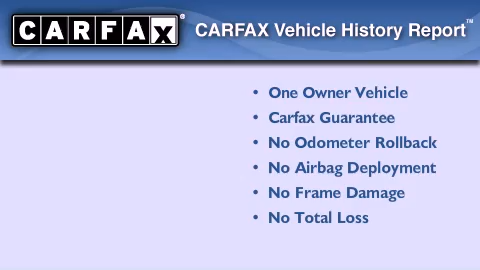 CARFAX® CARFAX Vehicle History Report™
• One Owner Vehicle
• Carfax Guarantee
• No Odometer Rollback
• No Airbag Deployment
• No Frame Damage
• No Total Loss